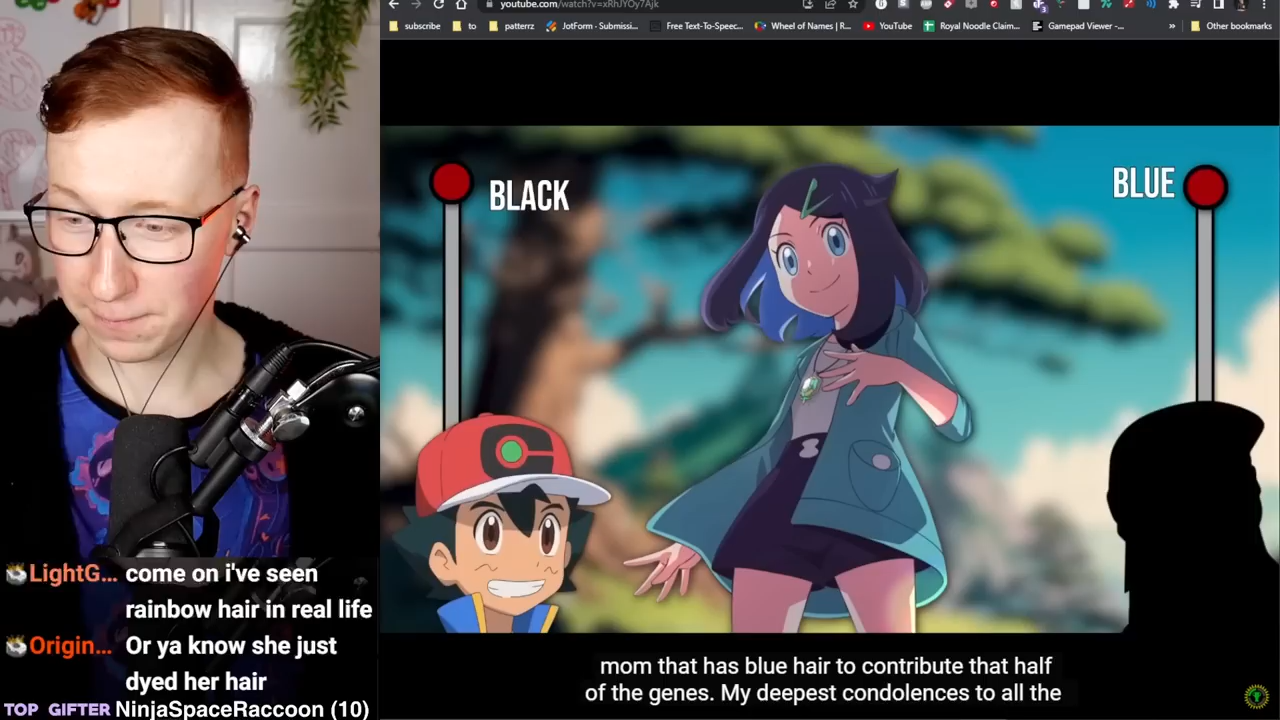 youtube.com/watch?v=xRhJYOy7Ajk
subscribe to patterrz JotForm - Submissi... Free Text-To-Speec... Wheel of Names | R... YouTube Royal Noodle Claim... Gamepad Viewer -... » Other bookmarks
BLACK
BLUE
LightG... come on i've seen
rainbow hair in real life
Origin... Or ya know she just
dyed her hair
TOP GIFTER NinjaSpaceRaccoon (10)
mom that has blue hair to contribute that half
of the genes. My deepest condolences to all the